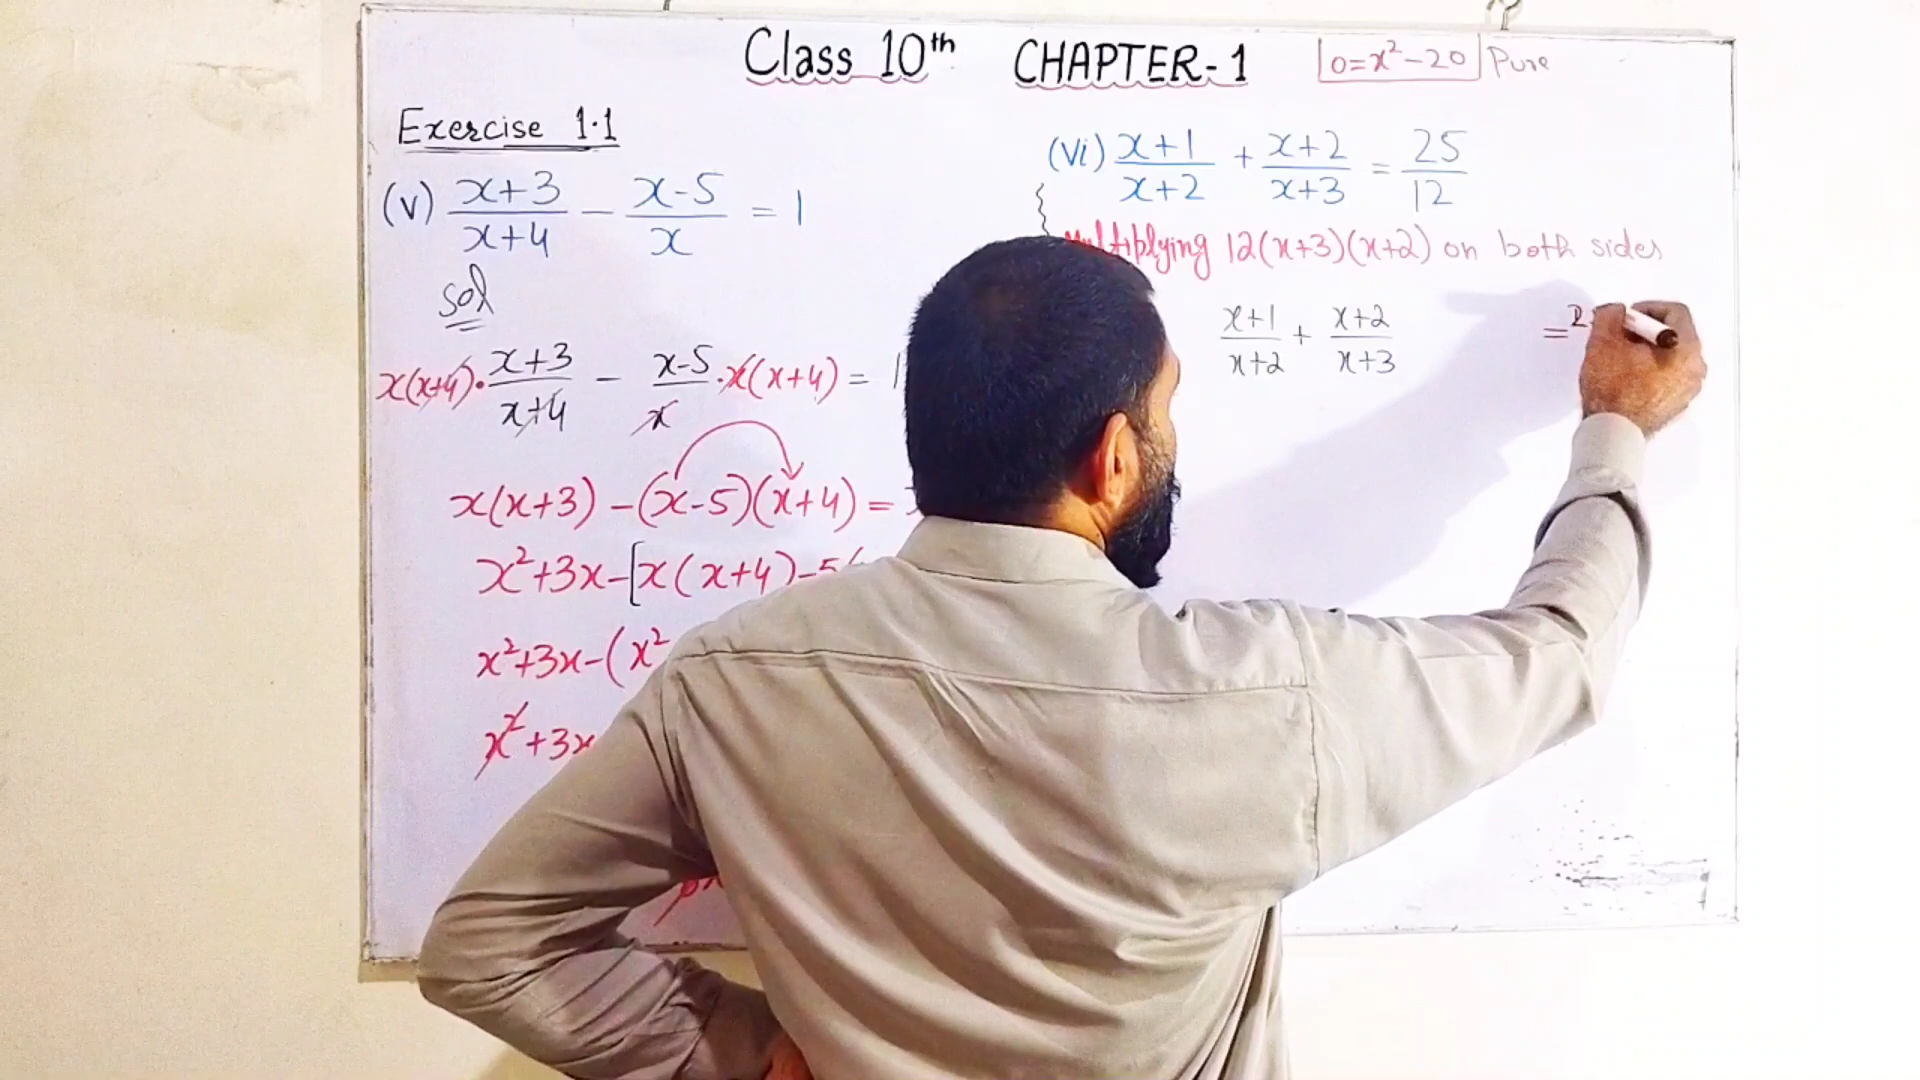 Class 10th CHAPTER-1 0=x²-20 Pure
Exercise 1.1
(v) (x+3)/(x+4) - (x-5)/x = 1
sol
x(x+4)·(x+3)/(x+4) - (x-5)/x ·x(x+4) = 1
x(x+3) -(x-5)(x+4) =
x²+3x-[x(x+4)-5(
x²+3x-(x²
x²+3x
(Vi) (x+1)/(x+2) + (x+2)/(x+3) = 25/12
Multiplying 12(x+3)(x+2) on both sides
(x+1)/(x+2) + (x+2)/(x+3) = 2